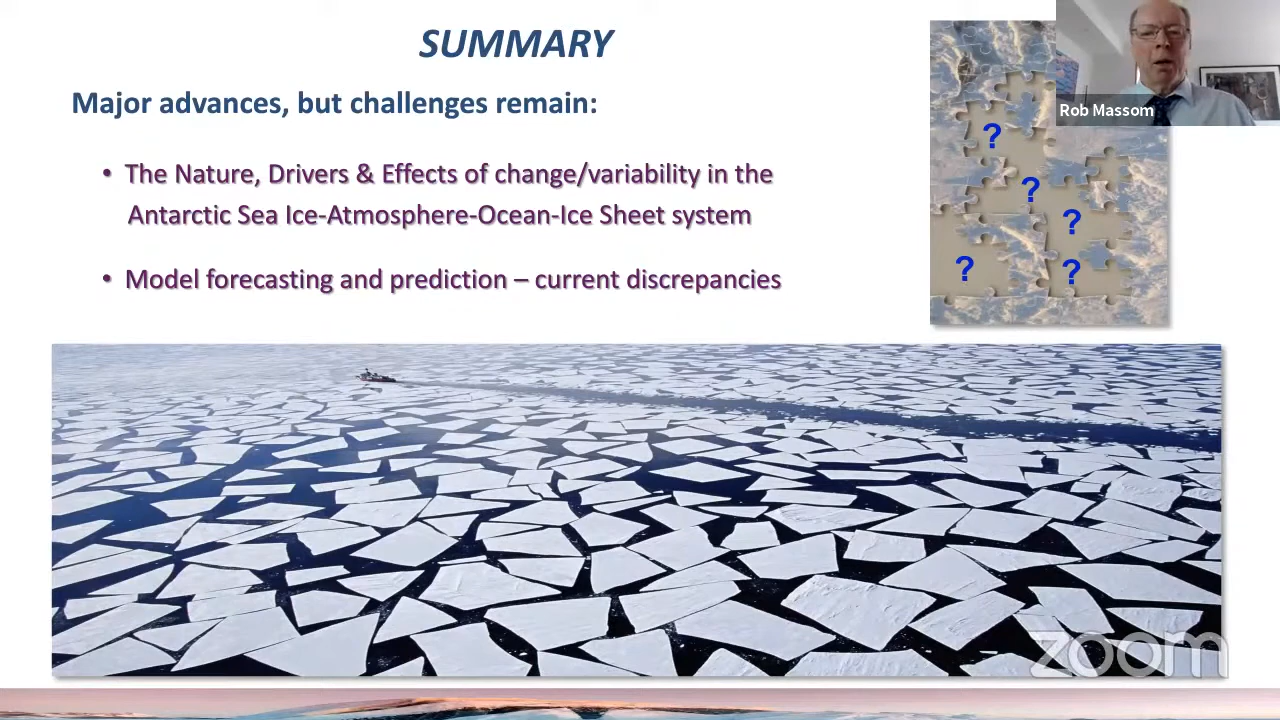 SUMMARY
Major advances, but challenges remain:
• The Nature, Drivers & Effects of change/variability in the
Antarctic Sea Ice-Atmosphere-Ocean-Ice Sheet system
• Model forecasting and prediction – current discrepancies
Rob Massom
?
?
?
?
?
zoom